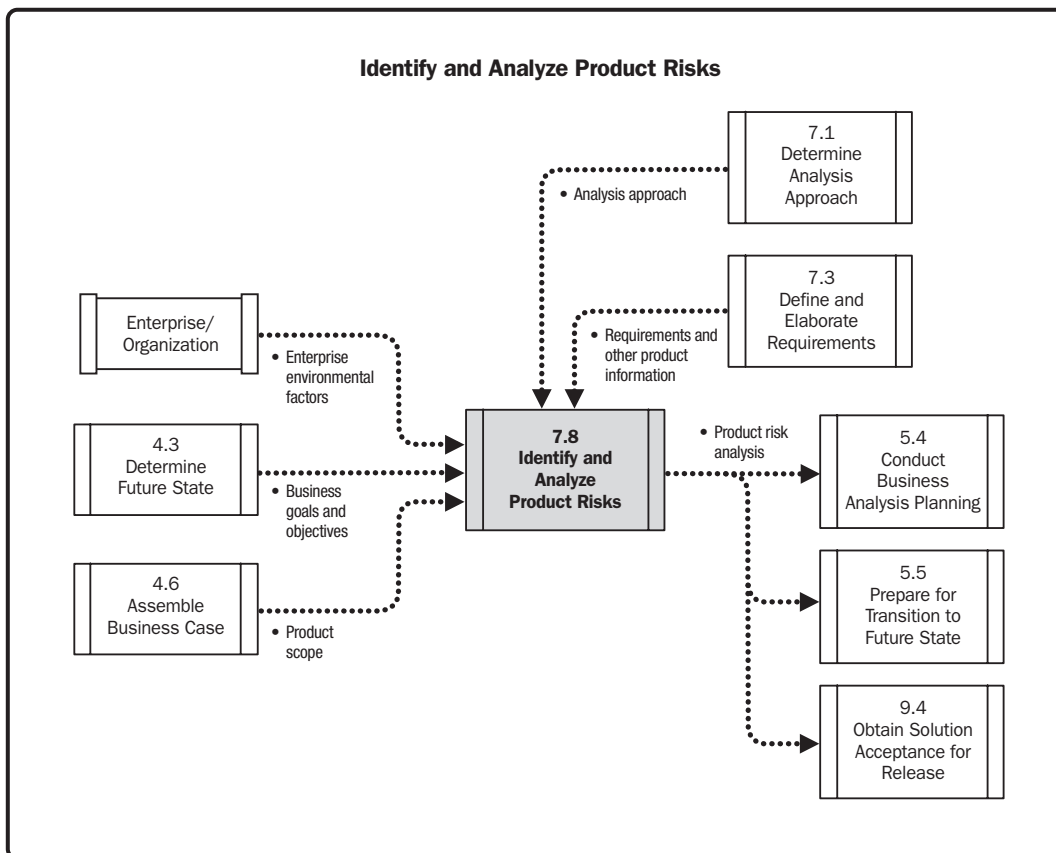 Identify and Analyze Product Risks
7.1
Determine
Analysis
Approach
• Analysis approach
7.3
Define and
Elaborate
Requirements
• Requirements and
other product
information
Enterprise/
Organization
• Enterprise
environmental
factors
4.3
Determine
Future State
• Business
goals and
objectives
4.6
Assemble
Business Case
• Product
scope
7.8
Identify and
Analyze
Product Risks
• Product risk
analysis
5.4
Conduct
Business
Analysis Planning
5.5
Prepare for
Transition to
Future State
9.4
Obtain Solution
Acceptance for
Release